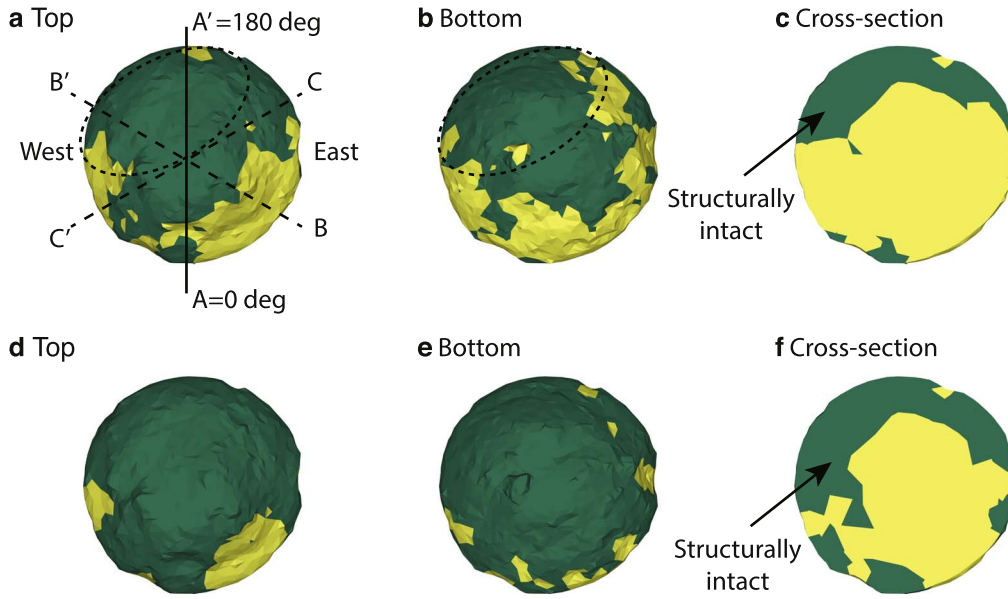 a Top
A′=180 deg
b Bottom
c Cross-section
B′
C
West
East
Structurally
intact
C′
B
A=0 deg
d Top
e Bottom
f Cross-section
Structurally
intact